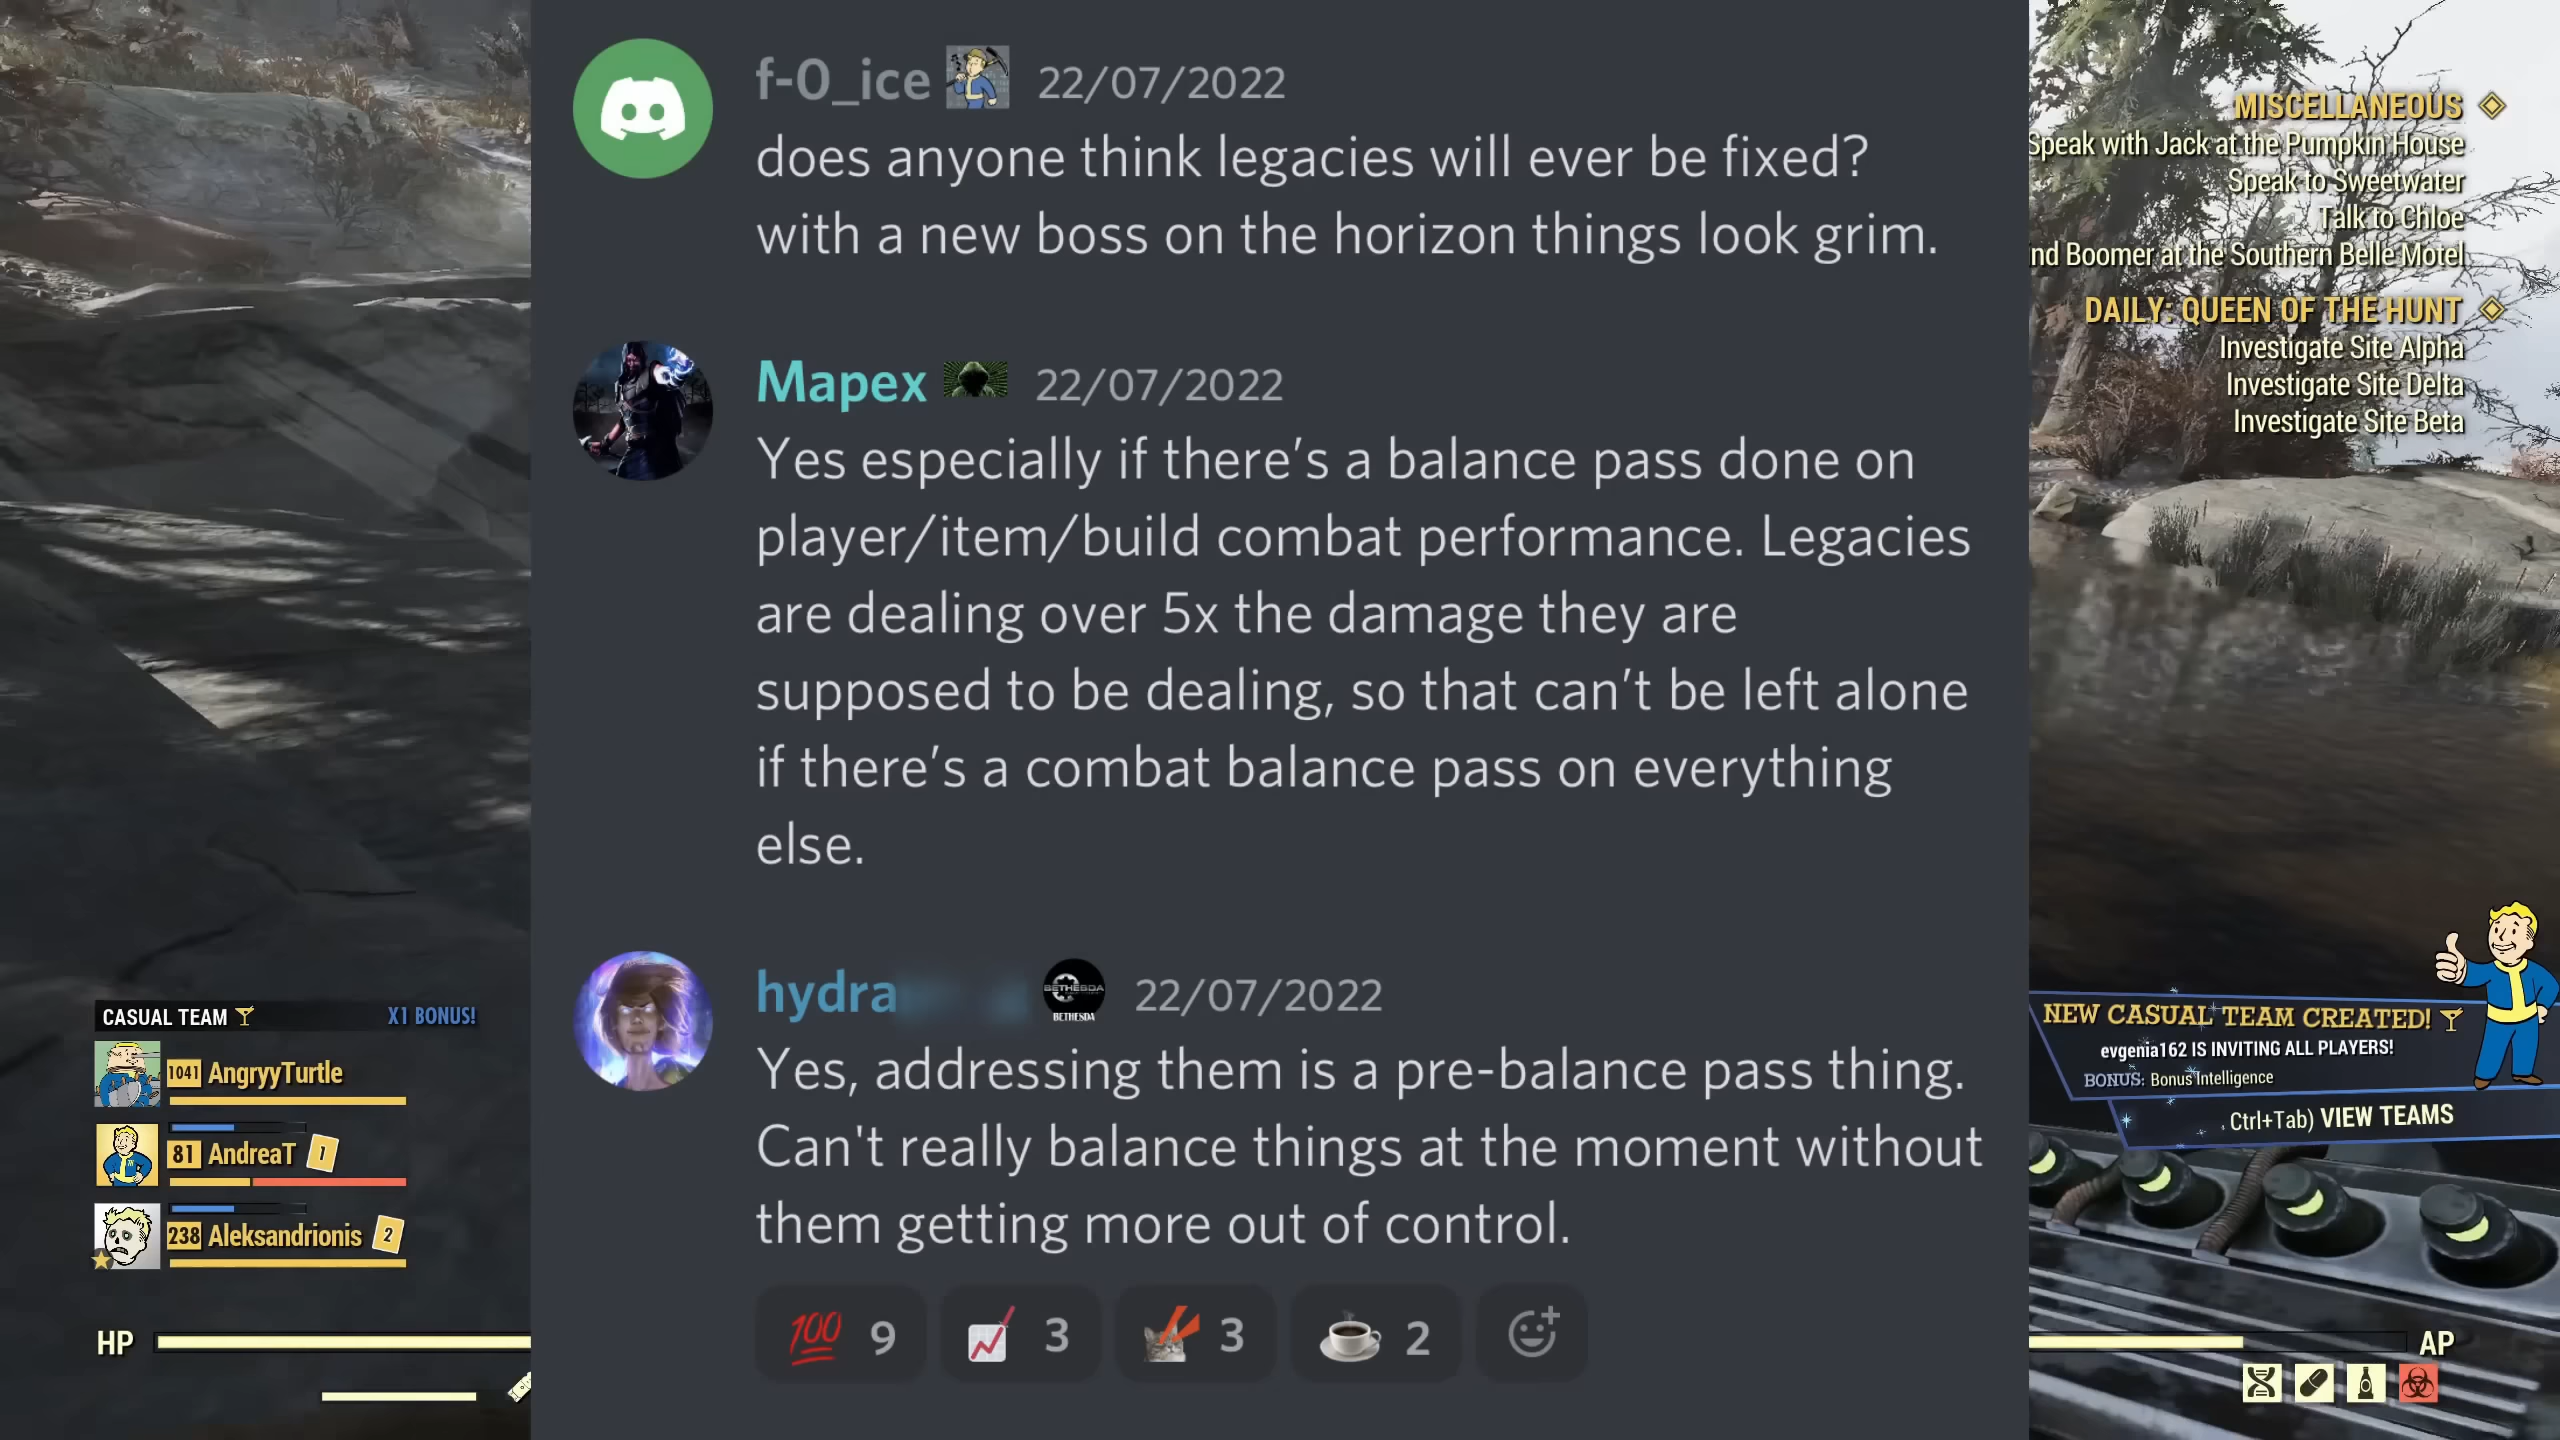 f-0_ice 22/07/2022
does anyone think legacies will ever be fixed?
with a new boss on the horizon things look grim.
Mapex 22/07/2022
Yes especially if there’s a balance pass done on
player/item/build combat performance. Legacies
are dealing over 5x the damage they are
supposed to be dealing, so that can’t be left alone
if there’s a combat balance pass on everything
else.
hydra BETHESDA BETHESDA 22/07/2022
Yes, addressing them is a pre-balance pass thing.
Can't really balance things at the moment without
them getting more out of control.
100 9 3 3 2
MISCELLANEOUS
Speak with Jack at the Pumpkin House
Speak to Sweetwater
Talk to Chloe
nd Boomer at the Southern Belle Motel
DAILY: QUEEN OF THE HUNT
Investigate Site Alpha
Investigate Site Delta
Investigate Site Beta
CASUAL TEAM X1 BONUS!
1041 AngryyTurtle
81 AndreaT 1
238 Aleksandrionis 2
HP
NEW CASUAL TEAM CREATED!
evgenia162 IS INVITING ALL PLAYERS!
BONUS: Bonus Intelligence
Ctrl+Tab) VIEW TEAMS
AP